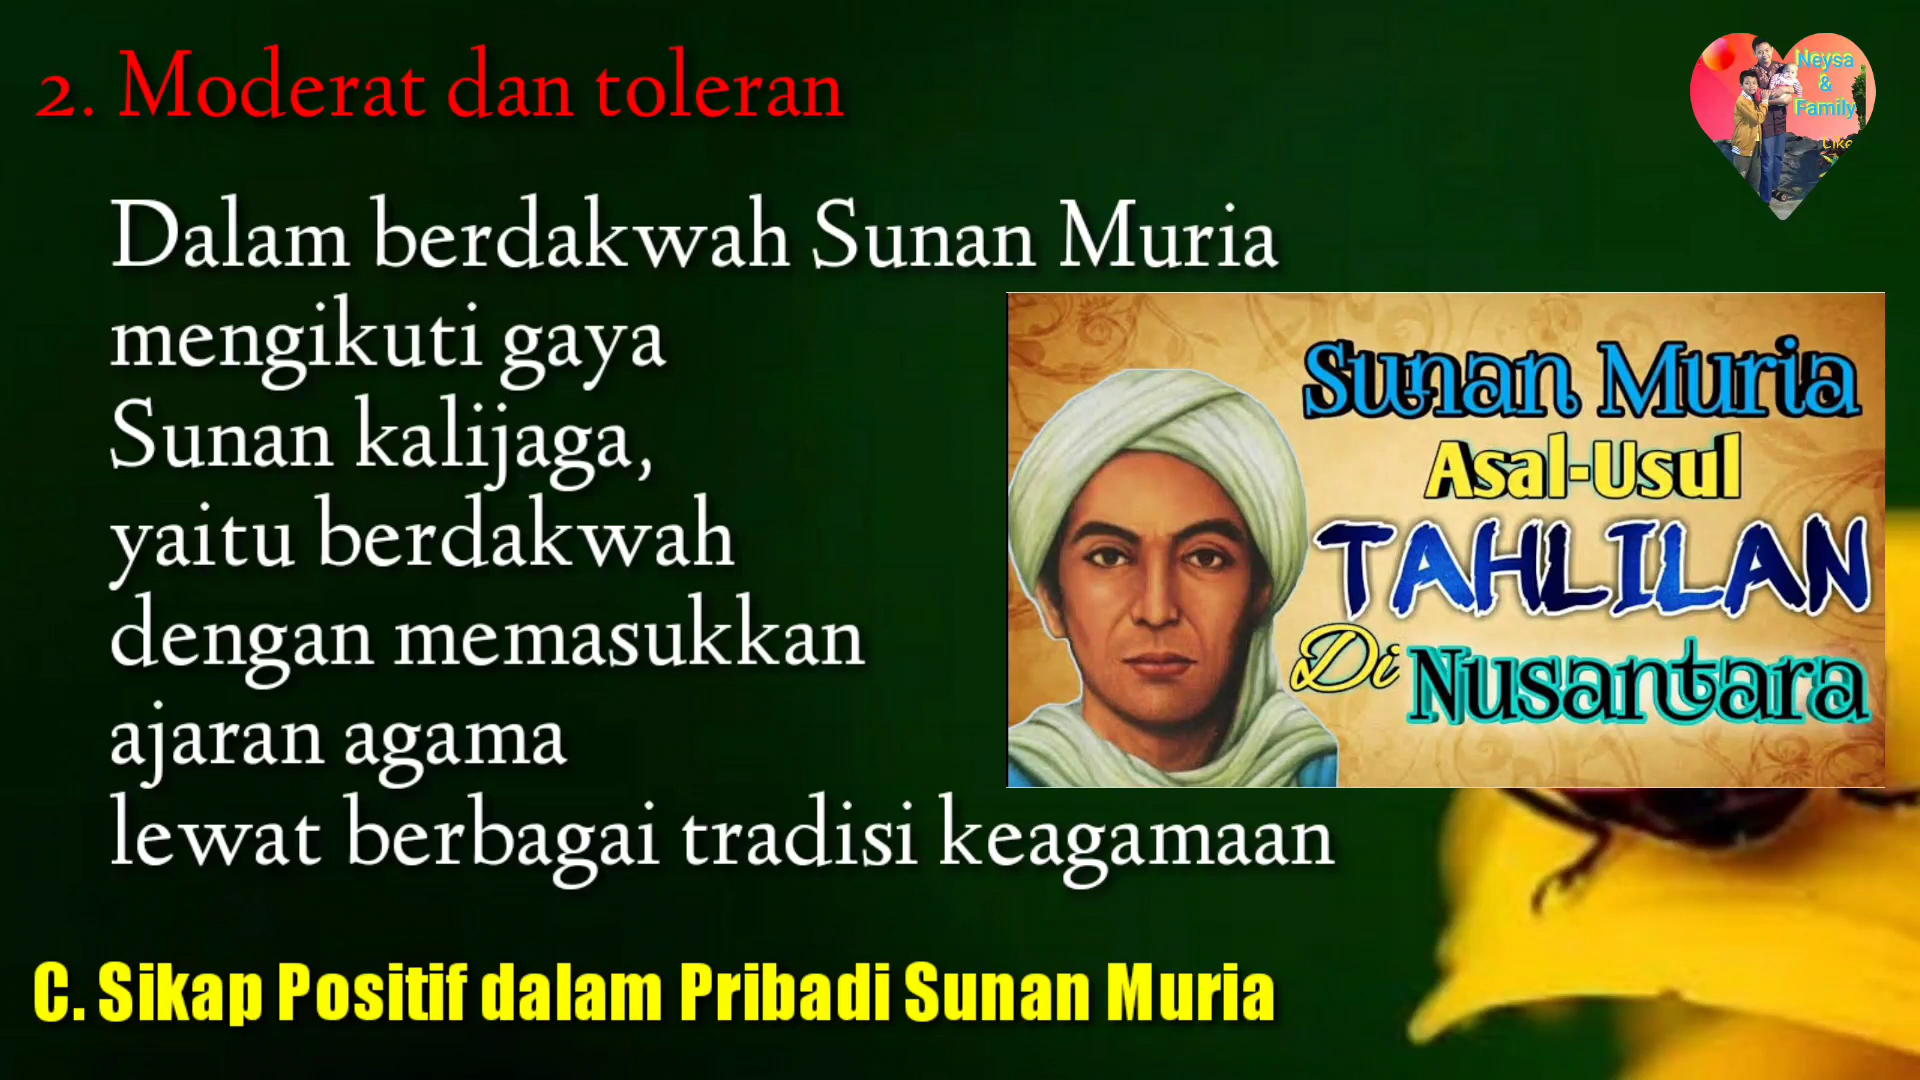 2. Moderat dan toleran
Dalam berdakwah Sunan Muria
mengikuti gaya
Sunan kalijaga,
yaitu berdakwah
dengan memasukkan
ajaran agama
lewat berbagai tradisi keagamaan
C. Sikap Positif dalam Pribadi Sunan Muria
Sunan Muria
Asal-Usul
TAHLILAN
Di Nusantara
Neysa
&
Family
Like